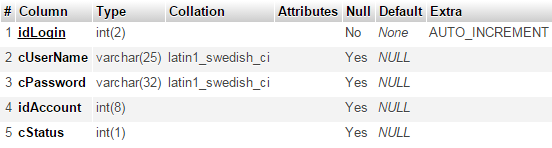 # Column Type Collation Attributes Null Default Extra
1 idLogin int(2) No None AUTO_INCREMENT
2 cUserName varchar(25) latin1_swedish_ci Yes NULL
3 cPassword varchar(32) latin1_swedish_ci Yes NULL
4 idAccount int(8) Yes NULL
5 cStatus int(1) Yes NULL